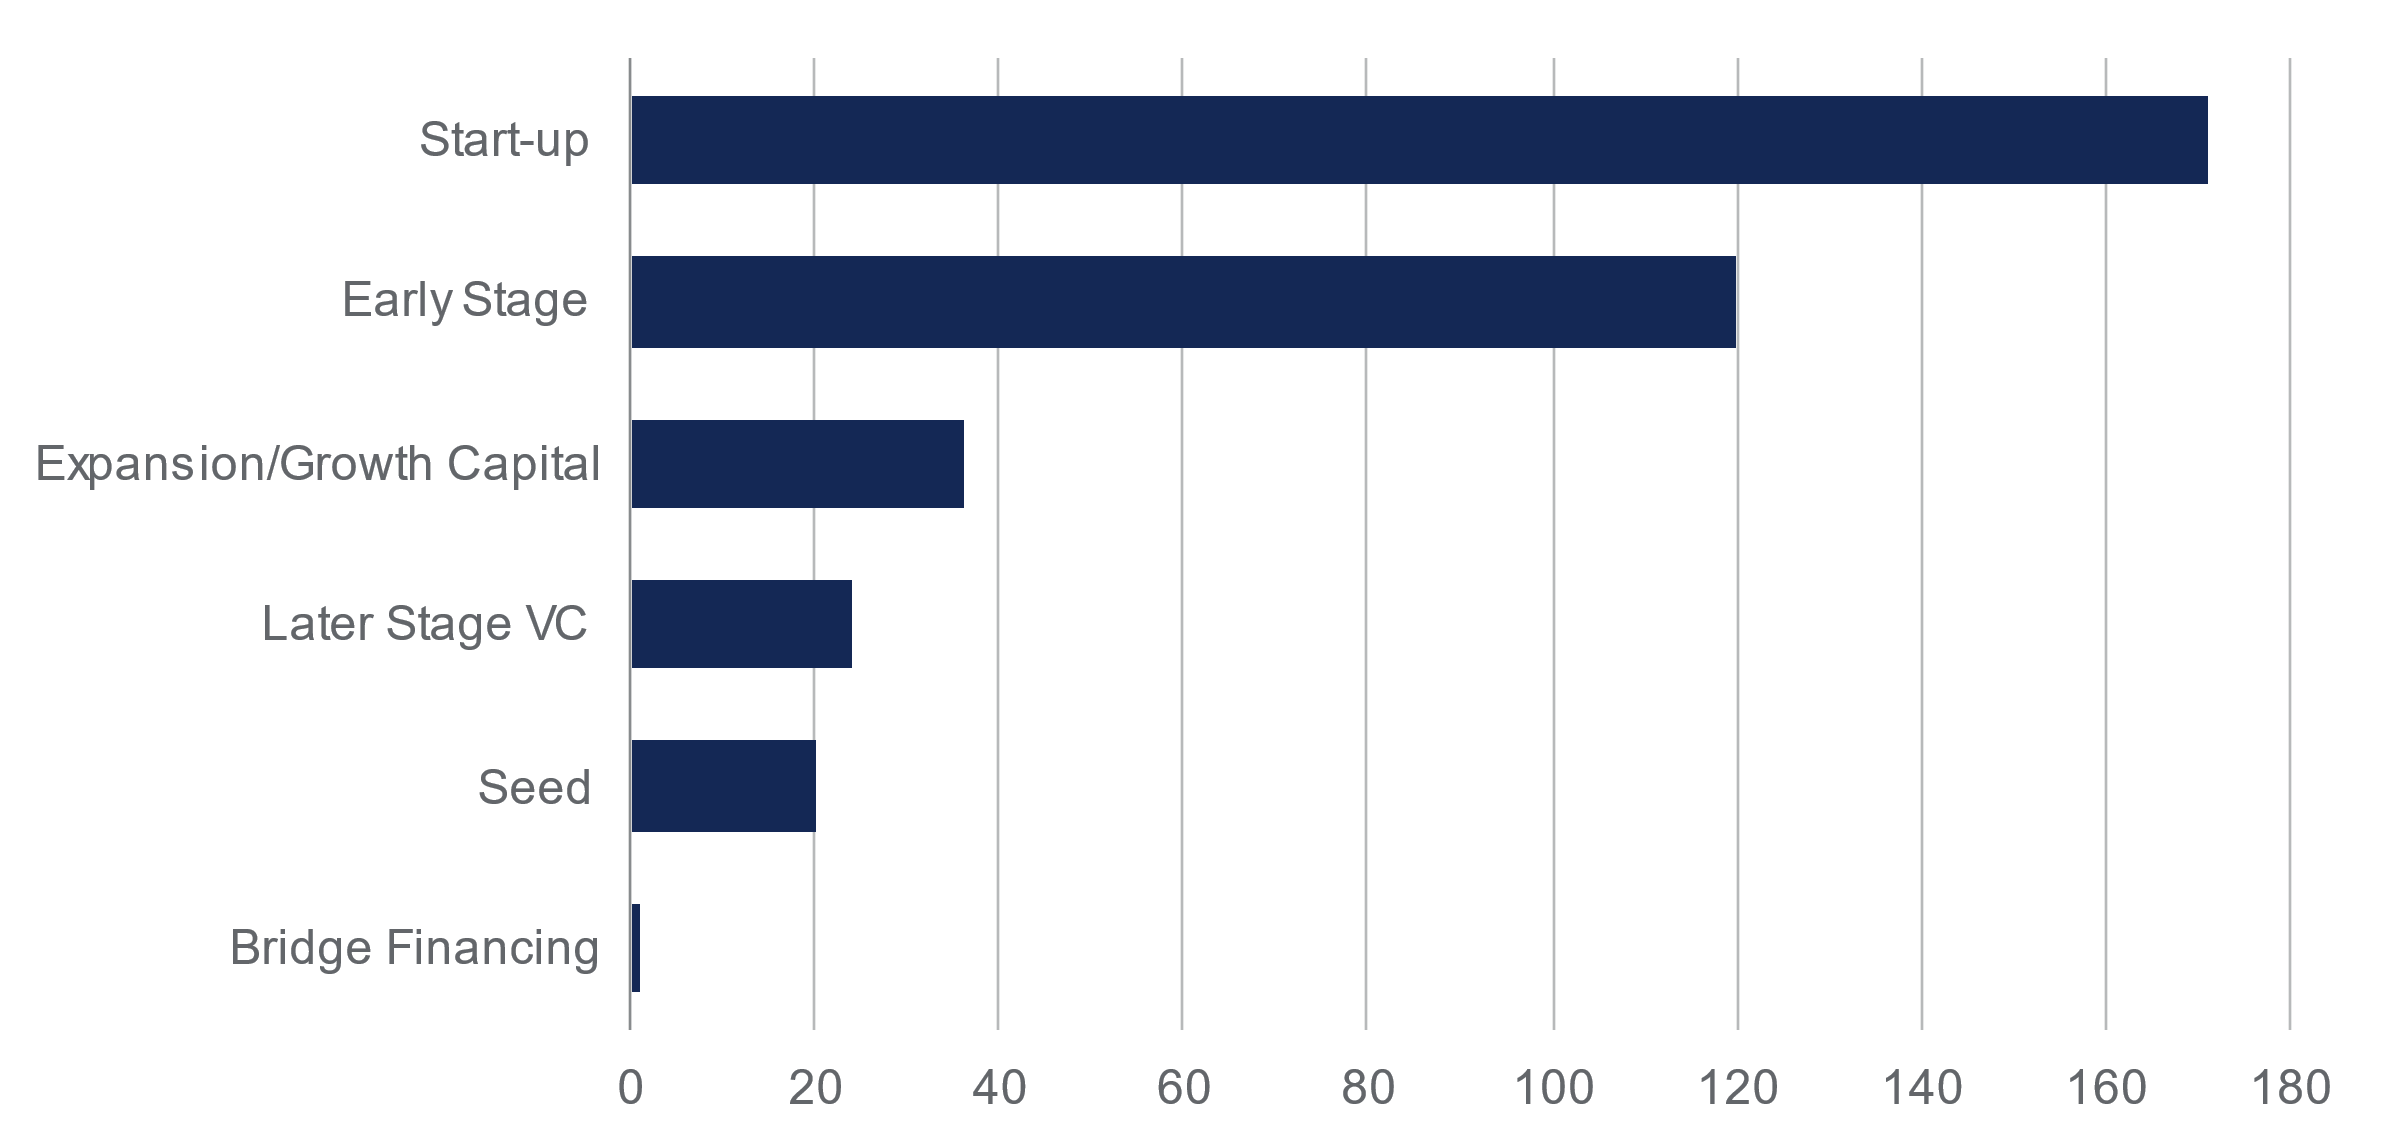 Start-up
Early Stage
Expansion/Growth Capital
Later Stage VC
Seed
Bridge Financing
0 20 40 60 80 100 120 140 160 180